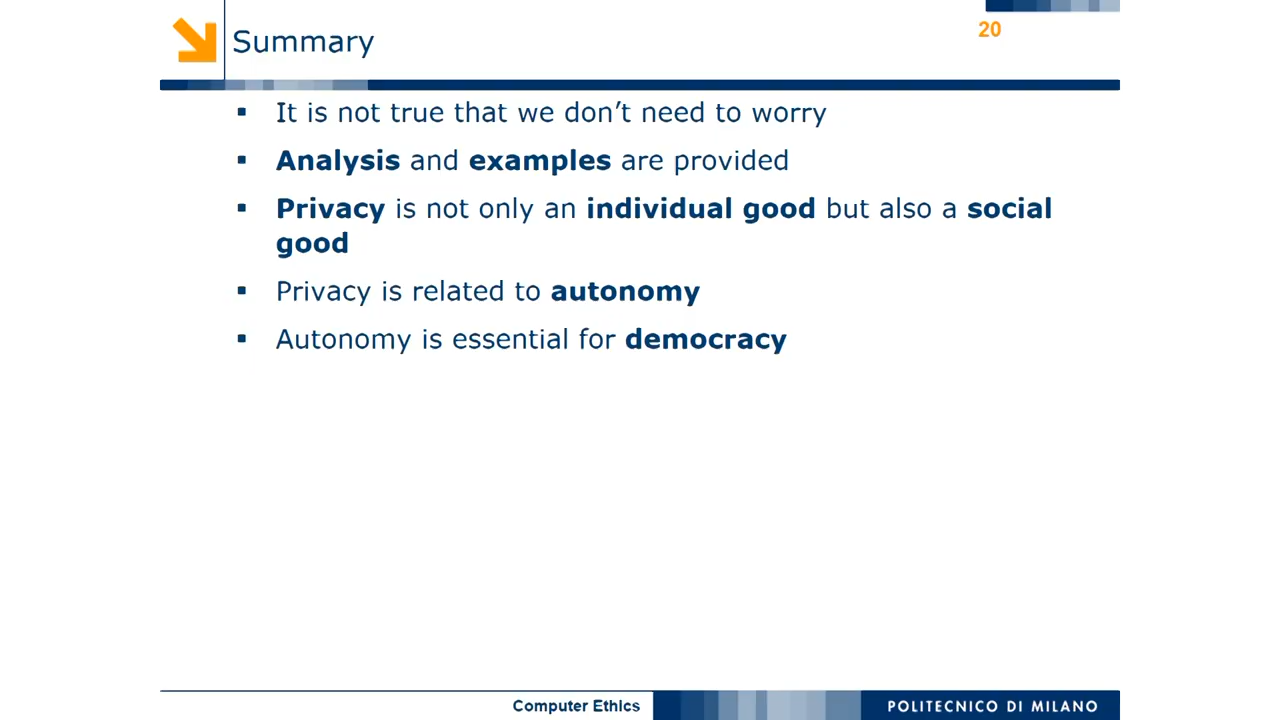 Summary
20
▪ It is not true that we don’t need to worry
▪ Analysis and examples are provided
▪ Privacy is not only an individual good but also a social
good
▪ Privacy is related to autonomy
▪ Autonomy is essential for democracy
Computer Ethics
POLITECNICO DI MILANO